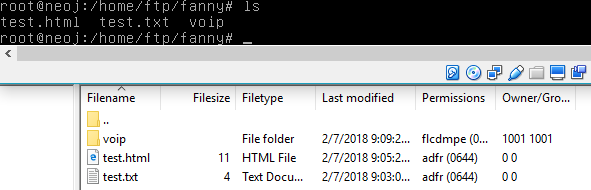 root@neoj:/home/ftp/fanny# ls
test.html  test.txt  voip
root@neoj:/home/ftp/fanny# _
Filename Filesize Filetype Last modified Permissions Owner/Gro...
..
voip File folder 2/7/2018 9:09:2... flcdmpe (0... 1001 1001
test.html 11 HTML File 2/7/2018 9:05:2... adfr (0644) 0 0
test.txt 4 Text Docu... 2/7/2018 9:03:0... adfr (0644) 0 0